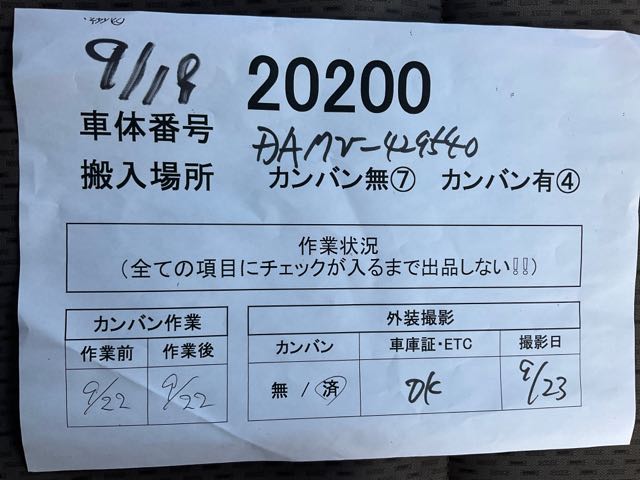 9/18
20200
車体番号 DAMV-429540
搬入場所 カンバン無⑦ カンバン有④
作業状況
(全ての項目にチェックが入るまで出品しない!!)
カンバン作業
作業前 作業後
9/22 9/22
外装撮影
カンバン 車庫証・ETC 撮影日
無 / 済 OK 9/23